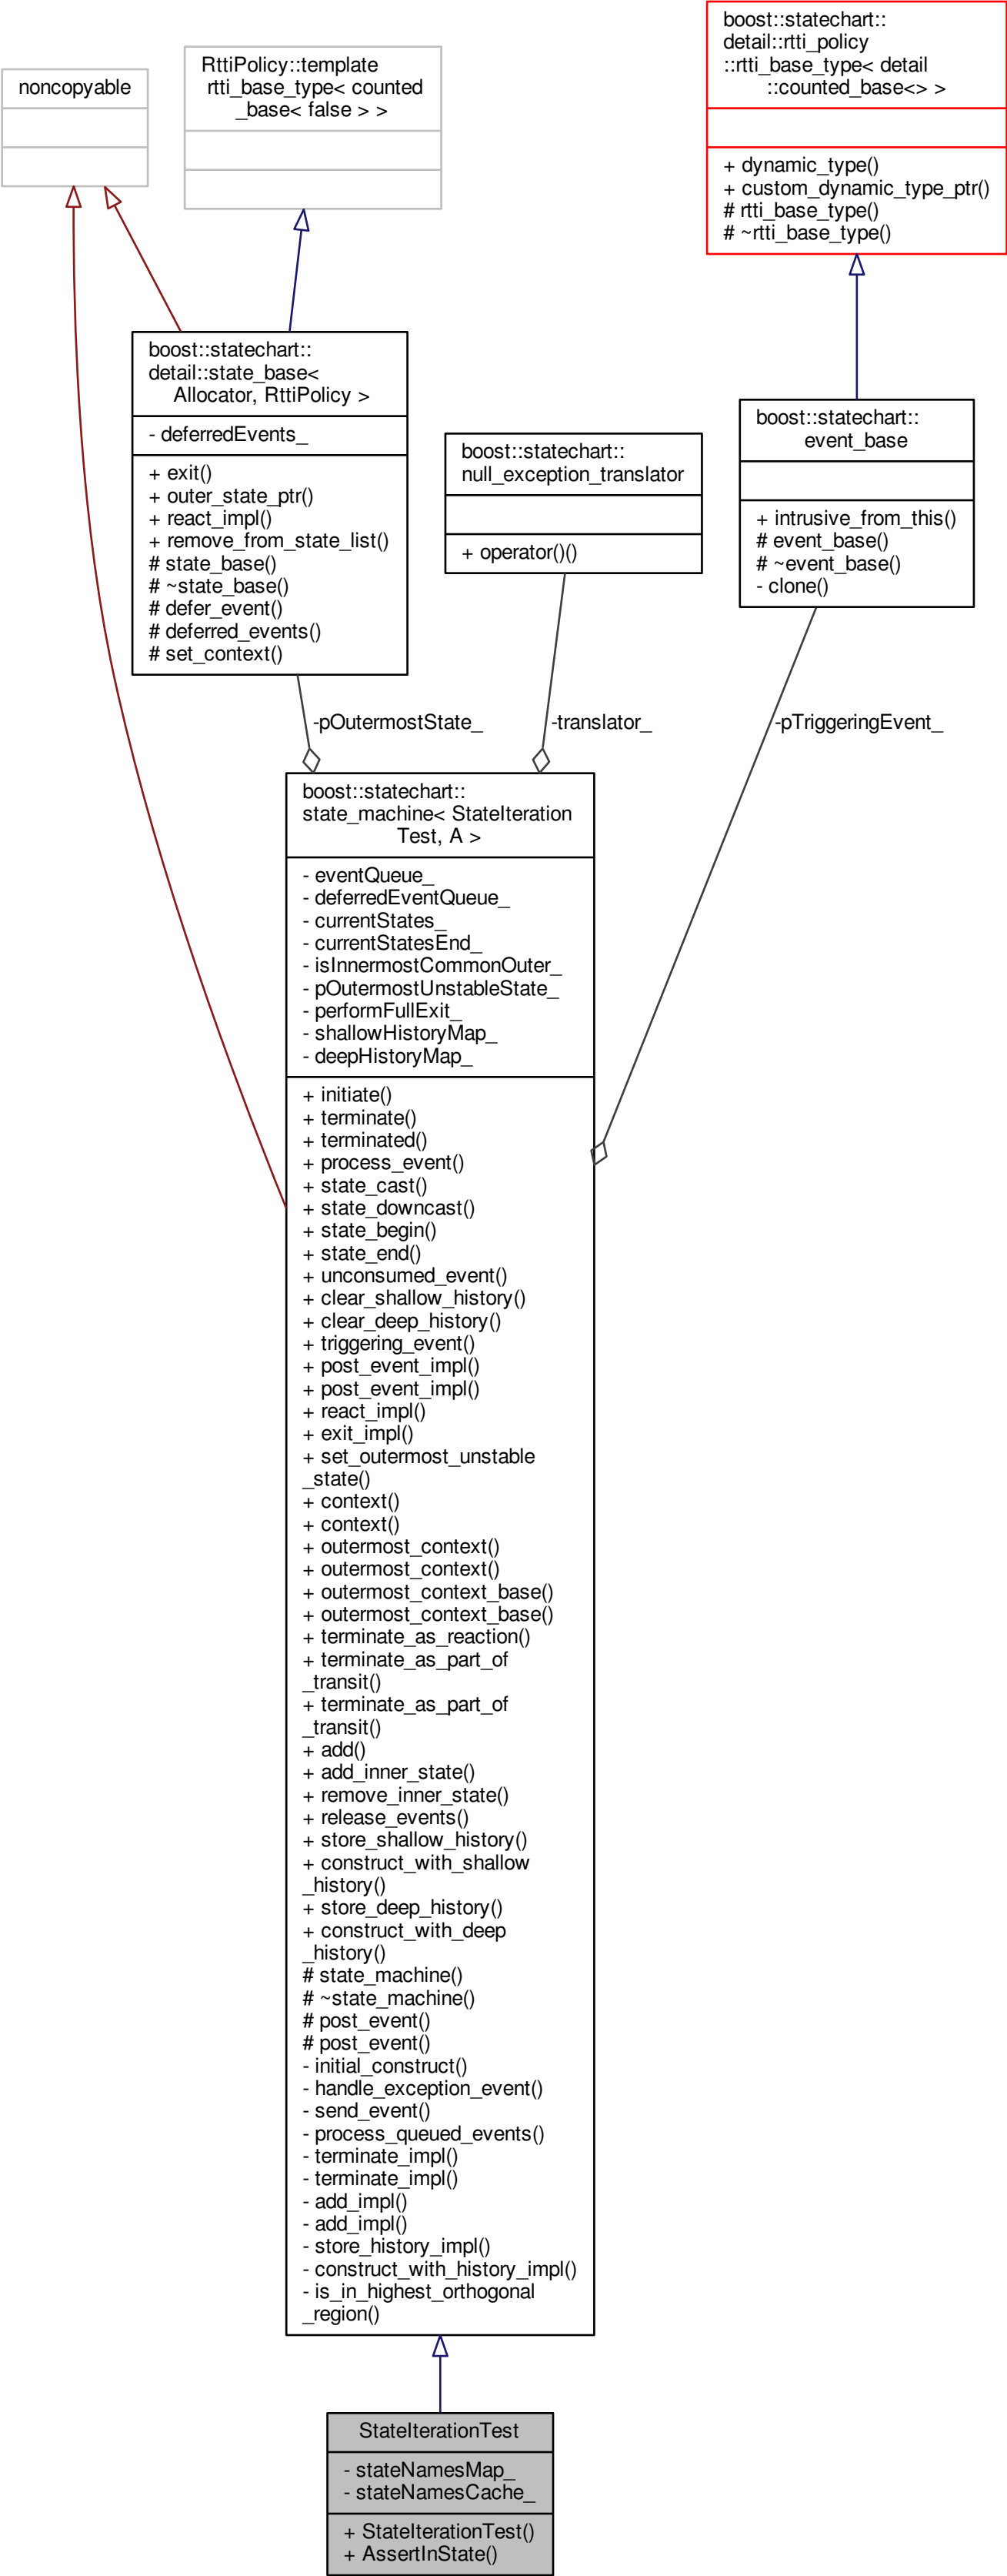 boost::statechart::
detail::rtti_policy
::rtti_base_type< detail
::counted_base<> >
+ dynamic_type()
+ custom_dynamic_type_ptr()
# rtti_base_type()
# ~rtti_base_type()
RttiPolicy::template
rtti_base_type< counted
_base< false > >
noncopyable
boost::statechart::
detail::state_base<
Allocator, RttiPolicy >
- deferredEvents_
+ exit()
+ outer_state_ptr()
+ react_impl()
+ remove_from_state_list()
# state_base()
# ~state_base()
# defer_event()
# deferred_events()
# set_context()
boost::statechart::
null_exception_translator
+ operator()()
boost::statechart::
event_base
+ intrusive_from_this()
# event_base()
# ~event_base()
- clone()
-pOutermostState_
-translator_
-pTriggeringEvent_
boost::statechart::
state_machine< StateIteration
Test, A >
- eventQueue_
- deferredEventQueue_
- currentStates_
- currentStatesEnd_
- isInnermostCommonOuter_
- pOutermostUnstableState_
- performFullExit_
- shallowHistoryMap_
- deepHistoryMap_
+ initiate()
+ terminate()
+ terminated()
+ process_event()
+ state_cast()
+ state_downcast()
+ state_begin()
+ state_end()
+ unconsumed_event()
+ clear_shallow_history()
+ clear_deep_history()
+ triggering_event()
+ post_event_impl()
+ post_event_impl()
+ react_impl()
+ exit_impl()
+ set_outermost_unstable
_state()
+ context()
+ context()
+ outermost_context()
+ outermost_context()
+ outermost_context_base()
+ outermost_context_base()
+ terminate_as_reaction()
+ terminate_as_part_of
_transit()
+ terminate_as_part_of
_transit()
+ add()
+ add_inner_state()
+ remove_inner_state()
+ release_events()
+ store_shallow_history()
+ construct_with_shallow
_history()
+ store_deep_history()
+ construct_with_deep
_history()
# state_machine()
# ~state_machine()
# post_event()
# post_event()
- initial_construct()
- handle_exception_event()
- send_event()
- process_queued_events()
- terminate_impl()
- terminate_impl()
- add_impl()
- add_impl()
- store_history_impl()
- construct_with_history_impl()
- is_in_highest_orthogonal
_region()
StateIterationTest
- stateNamesMap_
- stateNamesCache_
+ StateIterationTest()
+ AssertInState()